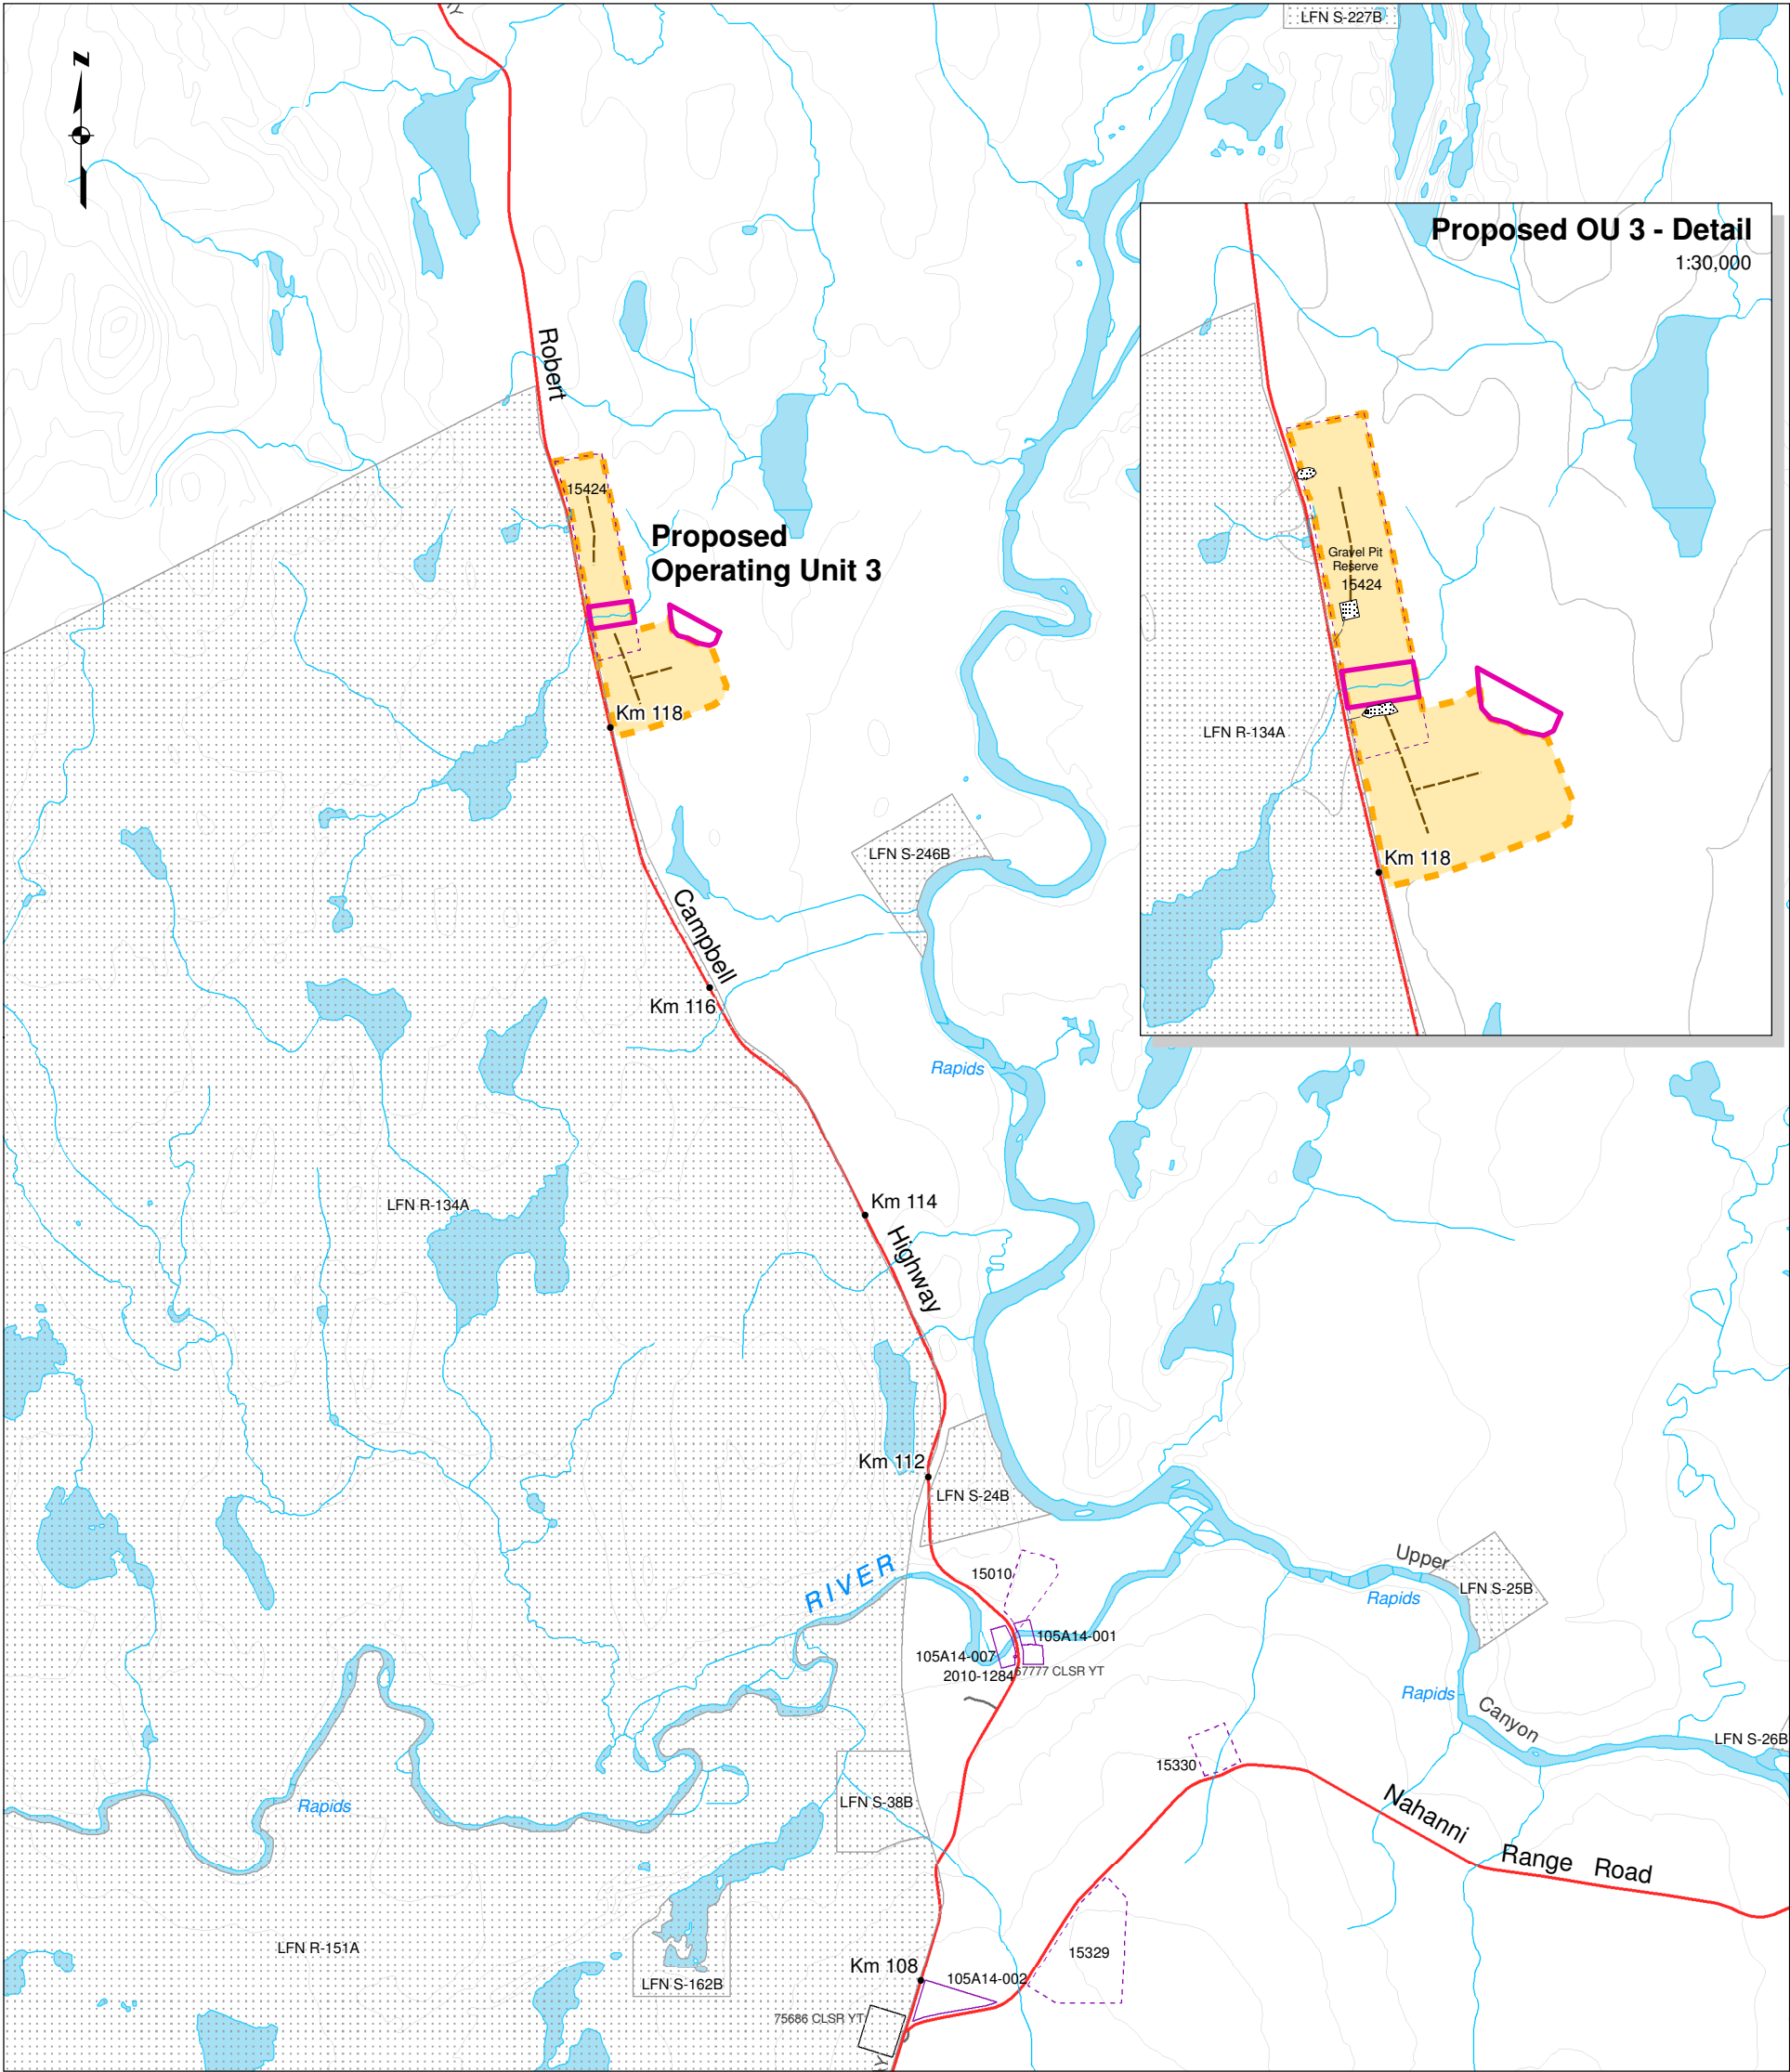 LFN S-227B
N
Proposed OU 3 - Detail
1:30,000
Robert
15424
Proposed
Operating Unit 3
Gravel Pit
Reserve
15424
LFN R-134A
Km 118
Km 118
LFN S-246B
Campbell
Km 116
Rapids
Km 114
LFN R-134A
Highway
Km 112
LFN S-24B
Upper
RIVER
15010
Rapids
LFN S-25B
105A14-001
105A14-007
2010-1284
67777 CLSR YT
Rapids
Canyon
LFN S-26B
15330
Nahanni
LFN S-38B
Rapids
Range Road
LFN R-151A
15329
Km 108
105A14-002
LFN S-162B
75686 CLSR YT